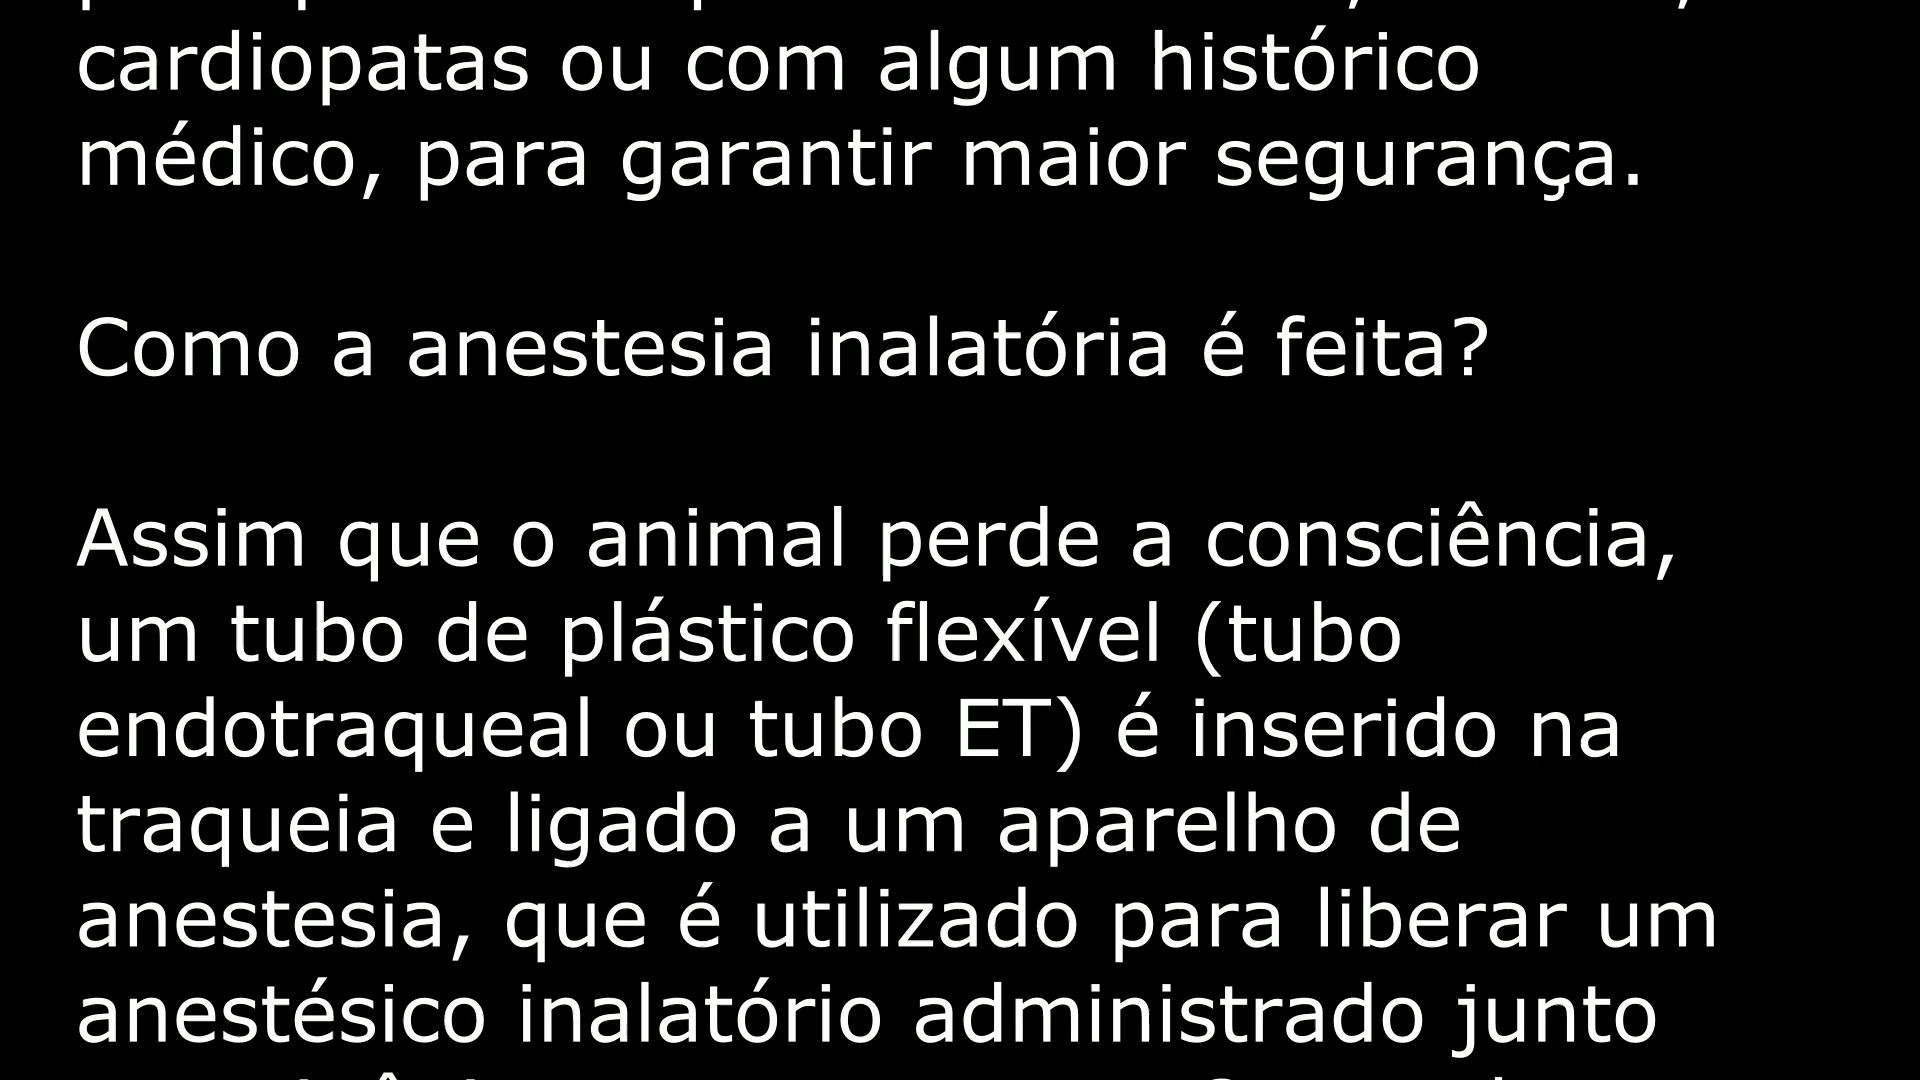 cardiopatas ou com algum histórico
médico, para garantir maior segurança.
Como a anestesia inalatória é feita?
Assim que o animal perde a consciência,
um tubo de plástico flexível (tubo
endotraqueal ou tubo ET) é inserido na
traqueia e ligado a um aparelho de
anestesia, que é utilizado para liberar um
anestésico inalatório administrado junto